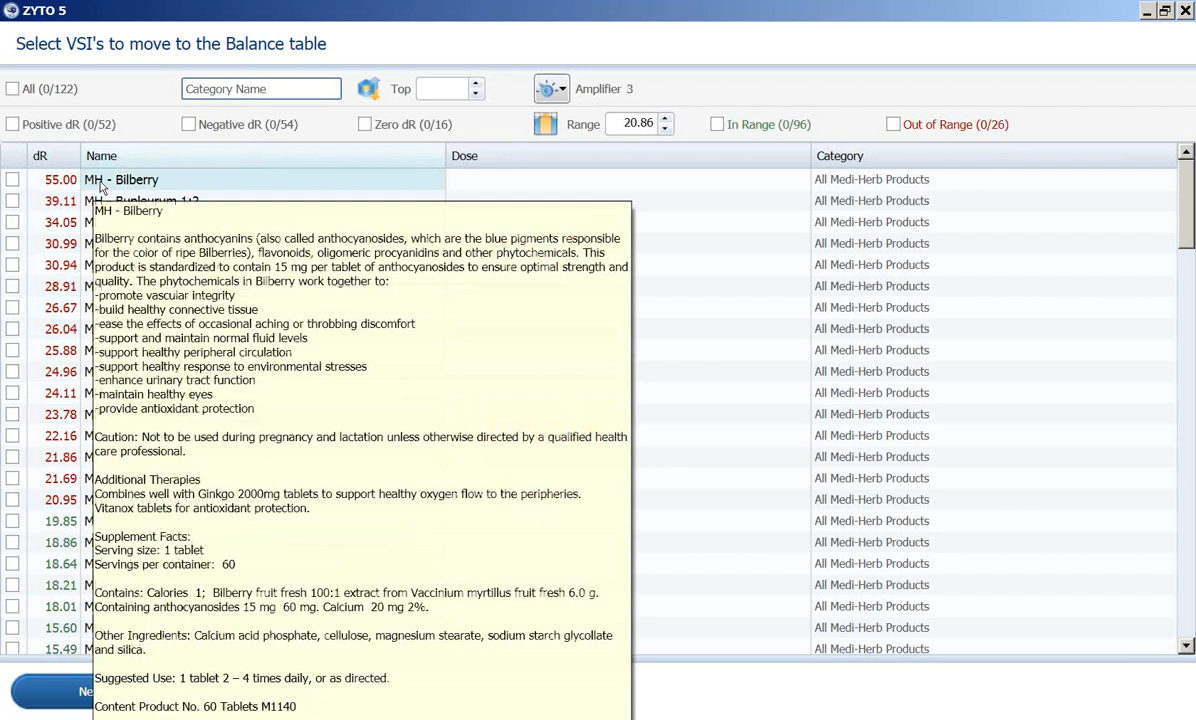 ZYTO 5
Select VSI's to move to the Balance table
All (0/122) Category Name Top Amplifier 3
Positive dR (0/52) Negative dR (0/54) Zero dR (0/16) Range 20.86 In Range (0/96) Out of Range (0/26)
dR Name Dose Category
55.00 MH - Bilberry All Medi-Herb Products
39.11 MH - Bupleurum 1:2 All Medi-Herb Products
34.05 M All Medi-Herb Products
30.99 M All Medi-Herb Products
30.94 M All Medi-Herb Products
28.91 M All Medi-Herb Products
26.67 M All Medi-Herb Products
26.04 M All Medi-Herb Products
25.88 M All Medi-Herb Products
24.96 M All Medi-Herb Products
24.11 M All Medi-Herb Products
23.78 M All Medi-Herb Products
22.16 M All Medi-Herb Products
21.86 M All Medi-Herb Products
21.69 M All Medi-Herb Products
20.95 M All Medi-Herb Products
19.85 M All Medi-Herb Products
18.86 M All Medi-Herb Products
18.64 M All Medi-Herb Products
18.21 M All Medi-Herb Products
18.01 M All Medi-Herb Products
15.60 M All Medi-Herb Products
15.49 M All Medi-Herb Products
MH - Bilberry
Bilberry contains anthocyanins (also called anthocyanosides, which are the blue pigments responsible
for the color of ripe Bilberries), flavonoids, oligomeric procyanidins and other phytochemicals. This
product is standardized to contain 15 mg per tablet of anthocyanosides to ensure optimal strength and
quality. The phytochemicals in Bilberry work together to:
-promote vascular integrity
-build healthy connective tissue
-ease the effects of occasional aching or throbbing discomfort
-support and maintain normal fluid levels
-support healthy peripheral circulation
-support healthy response to environmental stresses
-enhance urinary tract function
-maintain healthy eyes
-provide antioxidant protection
Caution: Not to be used during pregnancy and lactation unless otherwise directed by a qualified health
care professional.
Additional Therapies
Combines well with Ginkgo 2000mg tablets to support healthy oxygen flow to the peripheries.
Vitanox tablets for antioxidant protection.
Supplement Facts:
Serving size: 1 tablet
Servings per container: 60
Contains: Calories 1; Bilberry fruit fresh 100:1 extract from Vaccinium myrtillus fruit fresh 6.0 g.
Containing anthocyanosides 15 mg 60 mg. Calcium 20 mg 2%.
Other Ingredients: Calcium acid phosphate, cellulose, magnesium stearate, sodium starch glycollate
and silica.
Suggested Use: 1 tablet 2 – 4 times daily, or as directed.
Content Product No. 60 Tablets M1140
Ne